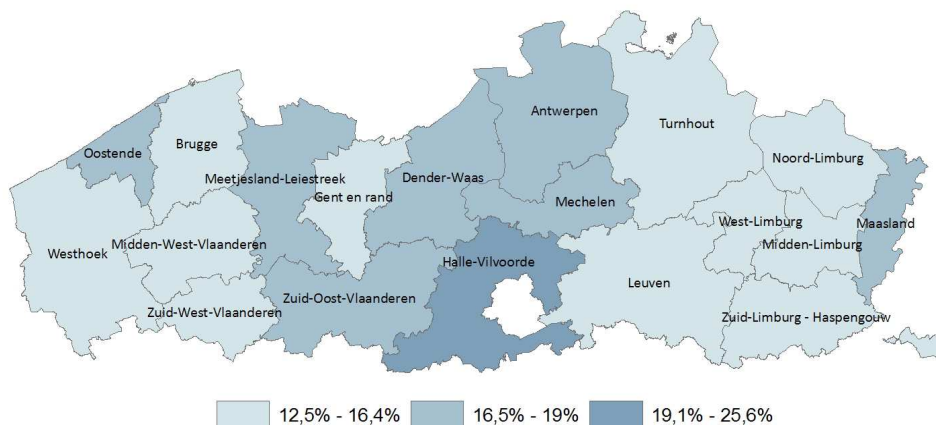 Antwerpen
Turnhout
Oostende
Brugge
Noord-Limburg
Meetjesland-Leiestreek
Dender-Waas
Gent en rand
Mechelen
West-Limburg
Maasland
Westhoek
Midden-West-Vlaanderen
Midden-Limburg
Halle-Vilvoorde
Leuven
Zuid-Oost-Vlaanderen
Zuid-West-Vlaanderen
Zuid-Limburg - Haspengouw
12,5% - 16,4% 16,5% - 19% 19,1% - 25,6%